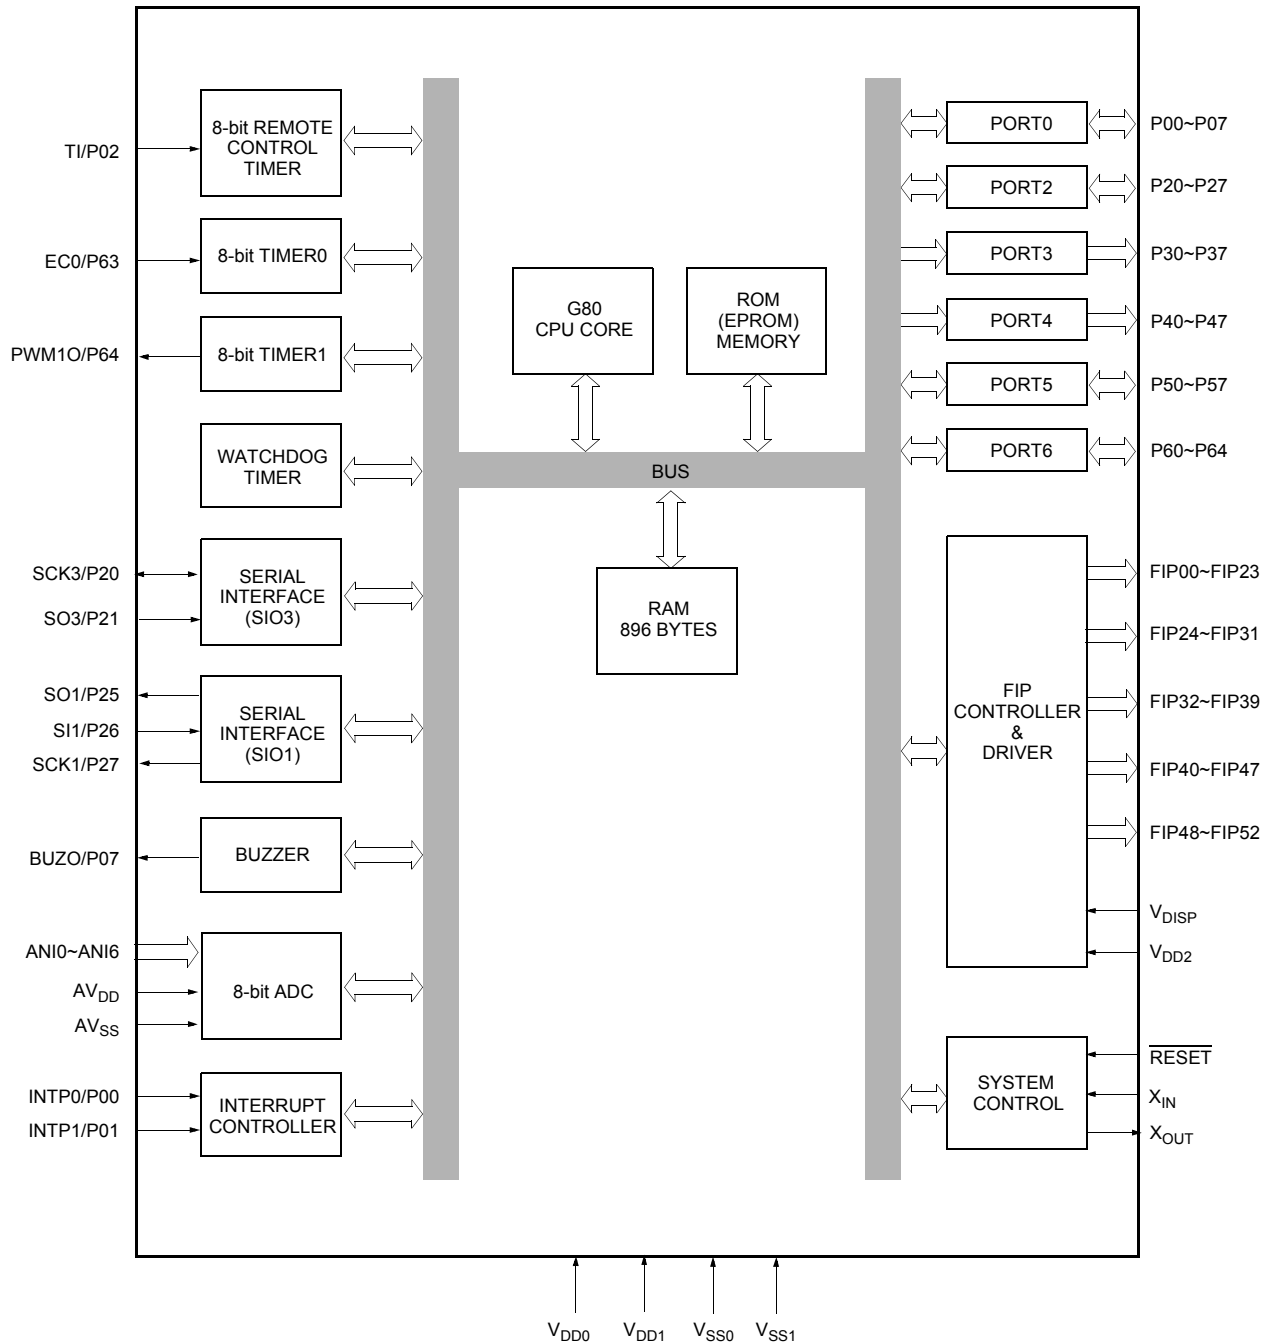 TI/P02
8-bit REMOTE
CONTROL
TIMER
EC0/P63
8-bit TIMER0
PWM1O/P64
8-bit TIMER1
WATCHDOG
TIMER
SCK3/P20
SO3/P21
SERIAL
INTERFACE
(SIO3)
SO1/P25
SI1/P26
SCK1/P27
SERIAL
INTERFACE
(SIO1)
BUZO/P07
BUZZER
ANI0~ANI6
AVDD
AVSS
8-bit ADC
INTP0/P00
INTP1/P01
INTERRUPT
CONTROLLER
G80
CPU CORE
ROM
(EPROM)
MEMORY
BUS
RAM
896 BYTES
PORT0
P00~P07
PORT2
P20~P27
PORT3
P30~P37
PORT4
P40~P47
PORT5
P50~P57
PORT6
P60~P64
FIP
CONTROLLER
&
DRIVER
FIP00~FIP23
FIP24~FIP31
FIP32~FIP39
FIP40~FIP47
FIP48~FIP52
VDISP
VDD2
SYSTEM
CONTROL
RESET
XIN
XOUT
VDD0
VDD1
VSS0
VSS1